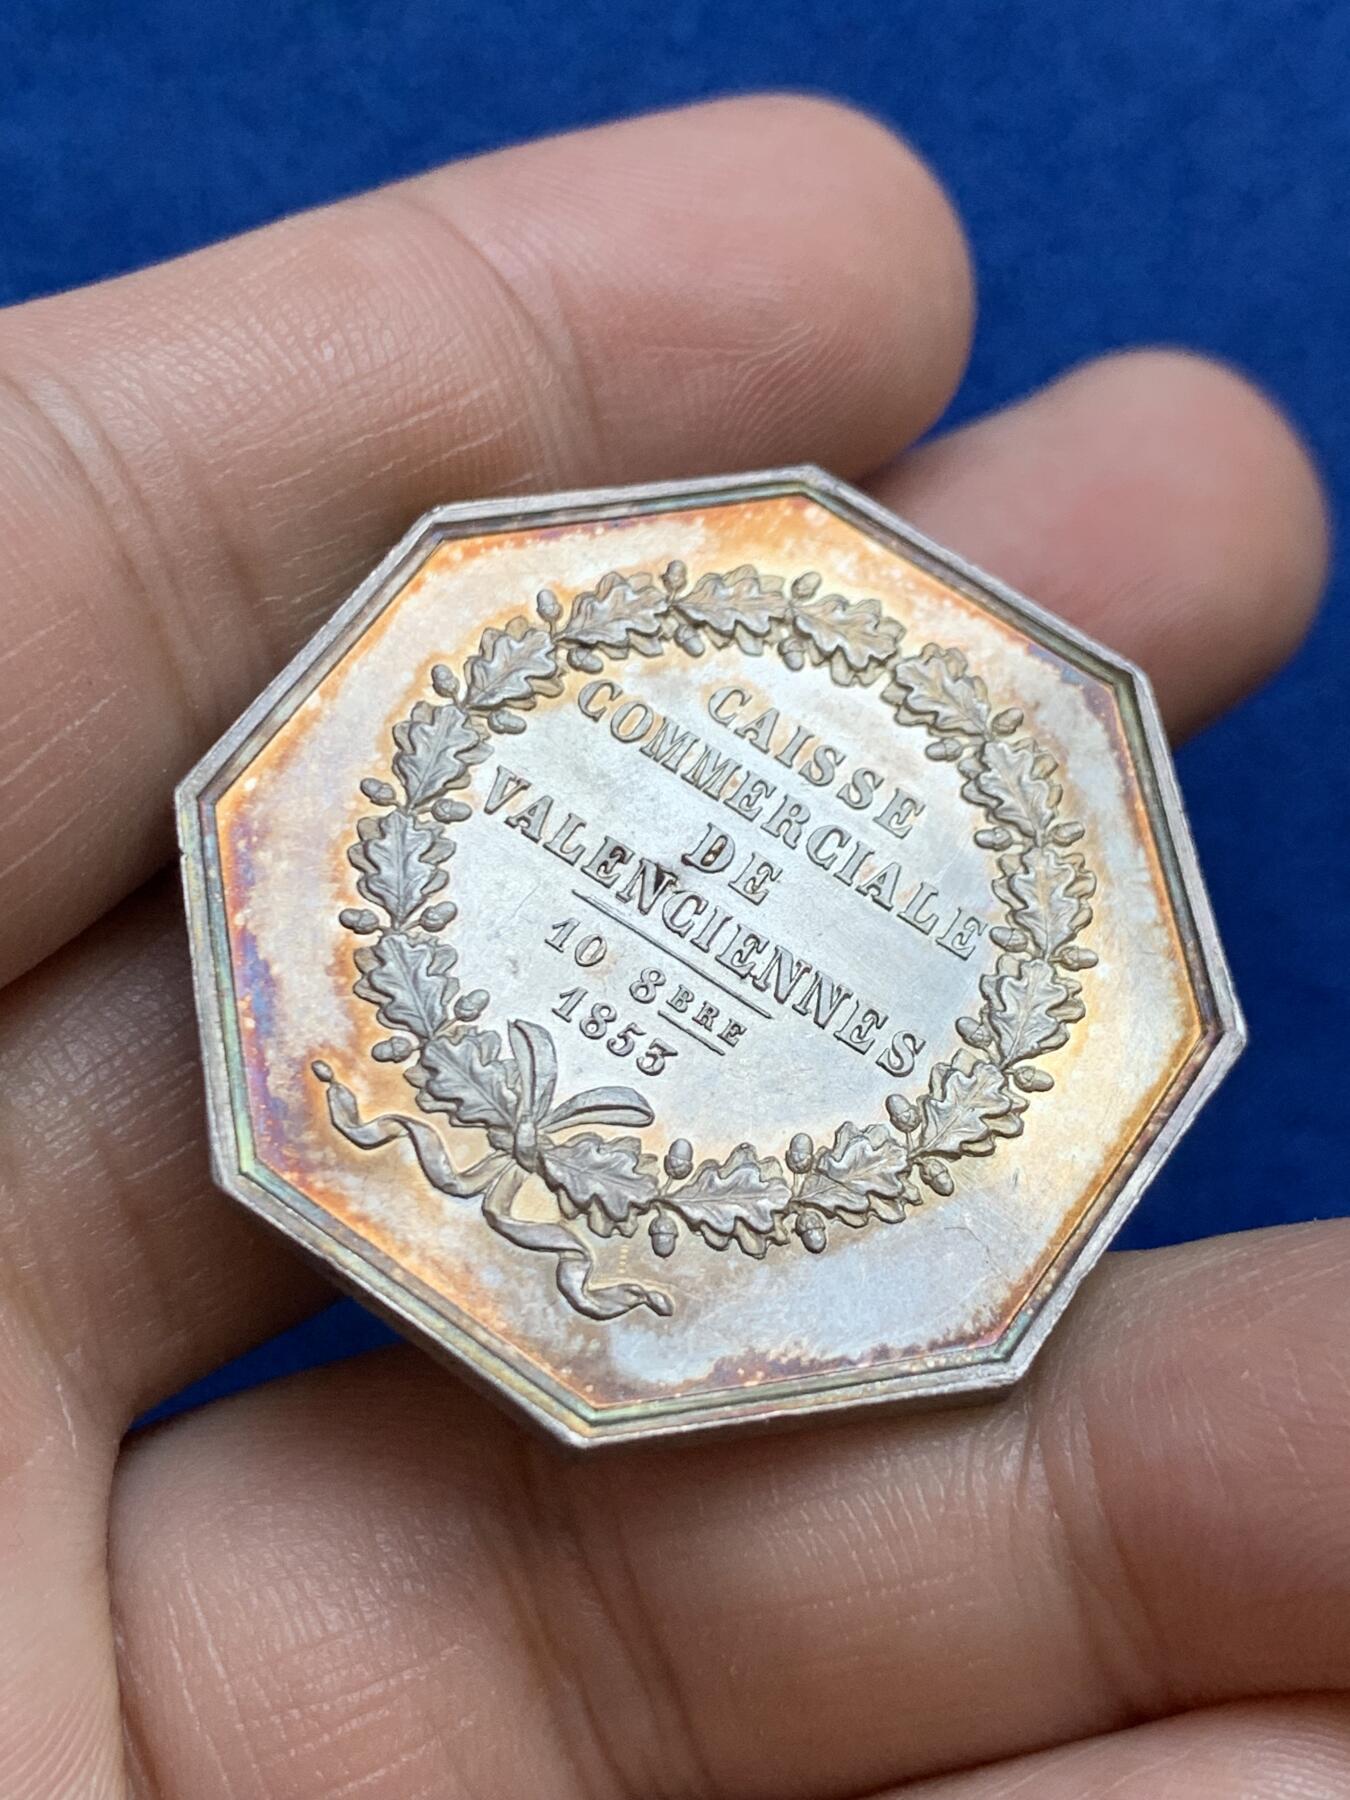 CAISSE
COMMERCIALE
DE
VALENCIENNES
10 8BRE
1853